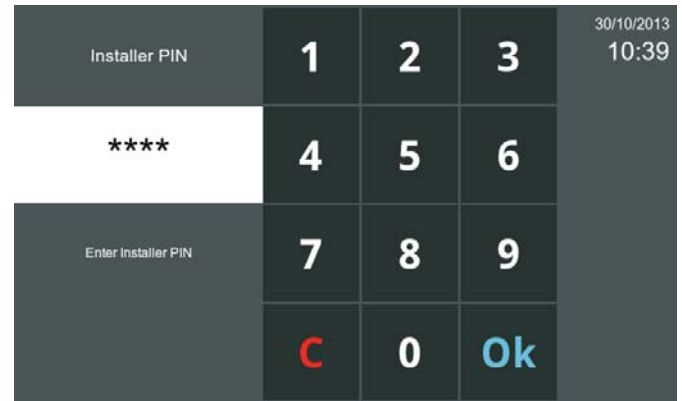 Installer PIN
1 2 3
30/10/2013
10:39
****
4 5 6
Enter Installer PIN
7 8 9
C 0 Ok